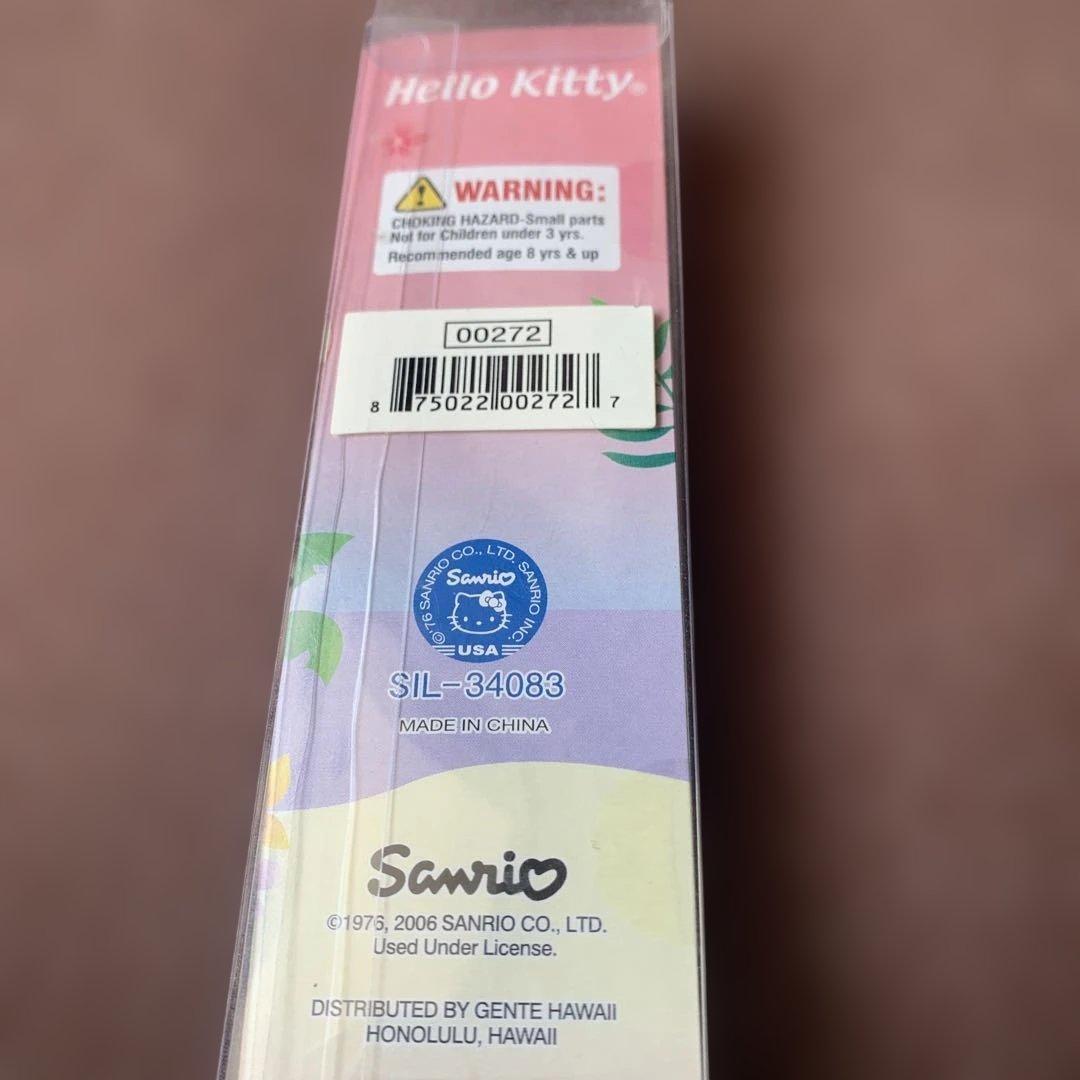 Hello Kitty®
WARNING:
CHOKING HAZARD-Small parts
Not for Children under 3 yrs.
Recommended age 8 yrs & up
00272
8 75022 00272 7
©'76 SANRIO CO., LTD. SANRIO INC.
Sanrio
USA
SIL-34083
MADE IN CHINA
Sanrio
©1976, 2006 SANRIO CO., LTD.
Used Under License.
DISTRIBUTED BY GENTE HAWAII
HONOLULU, HAWAII